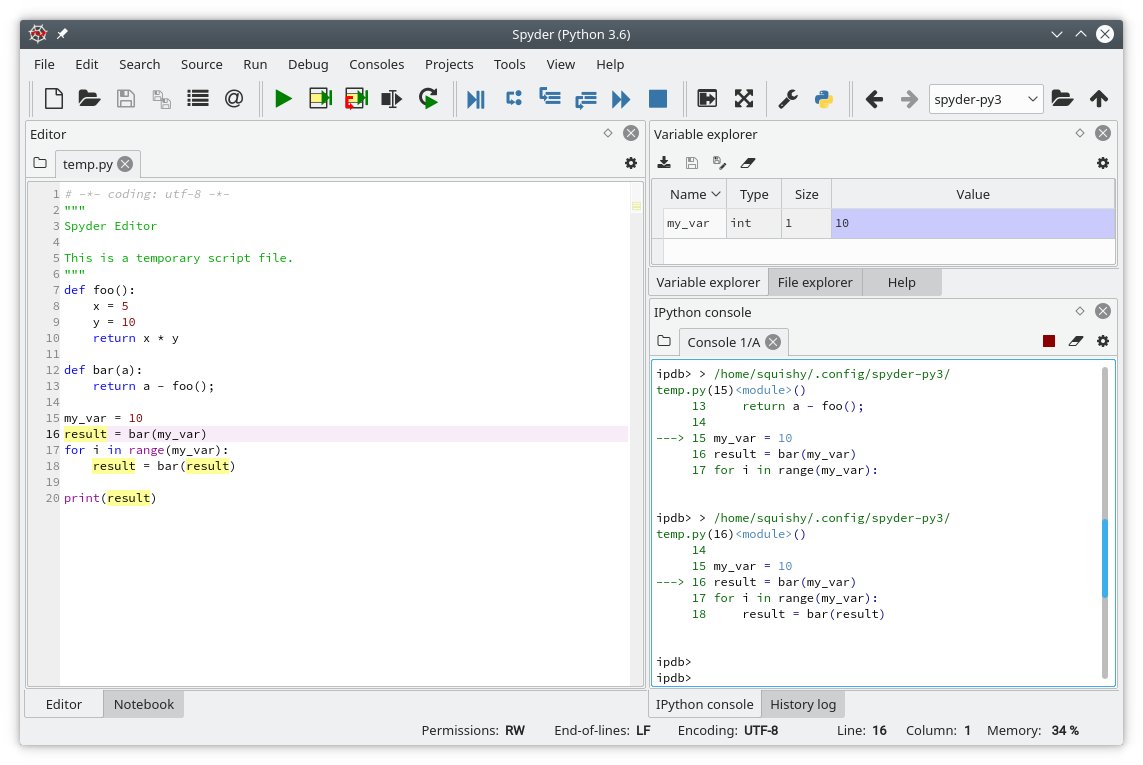 Spyder (Python 3.6)
File Edit Search Source Run Debug Consoles Projects Tools View Help
@ spyder-py3
Editor
temp.py
1 # -*- coding: utf-8 -*-
2 """
3 Spyder Editor
4
5 This is a temporary script file.
6 """
7 def foo():
8     x = 5
9     y = 10
10     return x * y
11
12 def bar(a):
13     return a - foo();
14
15 my_var = 10
16 result = bar(my_var)
17 for i in range(my_var):
18     result = bar(result)
19
20 print(result)
Editor Notebook
Variable explorer
Name Type Size Value
my_var int 1 10
Variable explorer File explorer Help
IPython console
Console 1/A
ipdb> > /home/squishy/.config/spyder-py3/
temp.py(15)<module>()
     13     return a - foo();
     14
---> 15 my_var = 10
     16 result = bar(my_var)
     17 for i in range(my_var):
ipdb> > /home/squishy/.config/spyder-py3/
temp.py(16)<module>()
     14
     15 my_var = 10
---> 16 result = bar(my_var)
     17 for i in range(my_var):
     18     result = bar(result)
ipdb>
ipdb>
IPython console History log
Permissions: RW End-of-lines: LF Encoding: UTF-8 Line: 16 Column: 1 Memory: 34 %